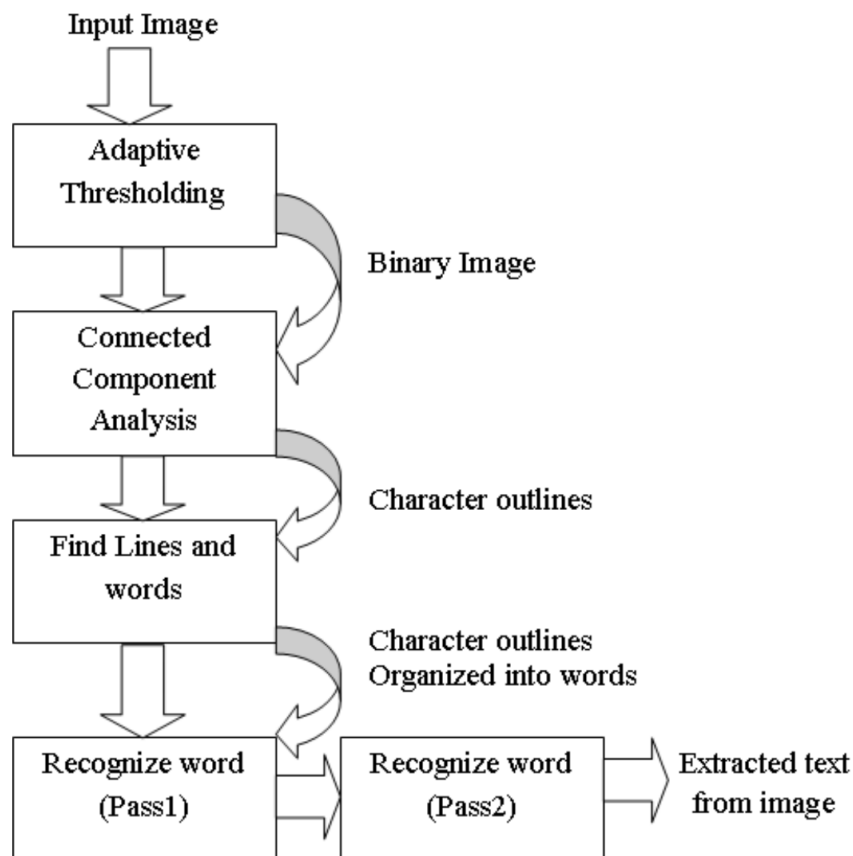 Input Image
Adaptive
Thresholding
Binary Image
Connected
Component
Analysis
Character outlines
Find Lines and
words
Character outlines
Organized into words
Recognize word
(Pass1)
Recognize word
(Pass2)
Extracted text
from image